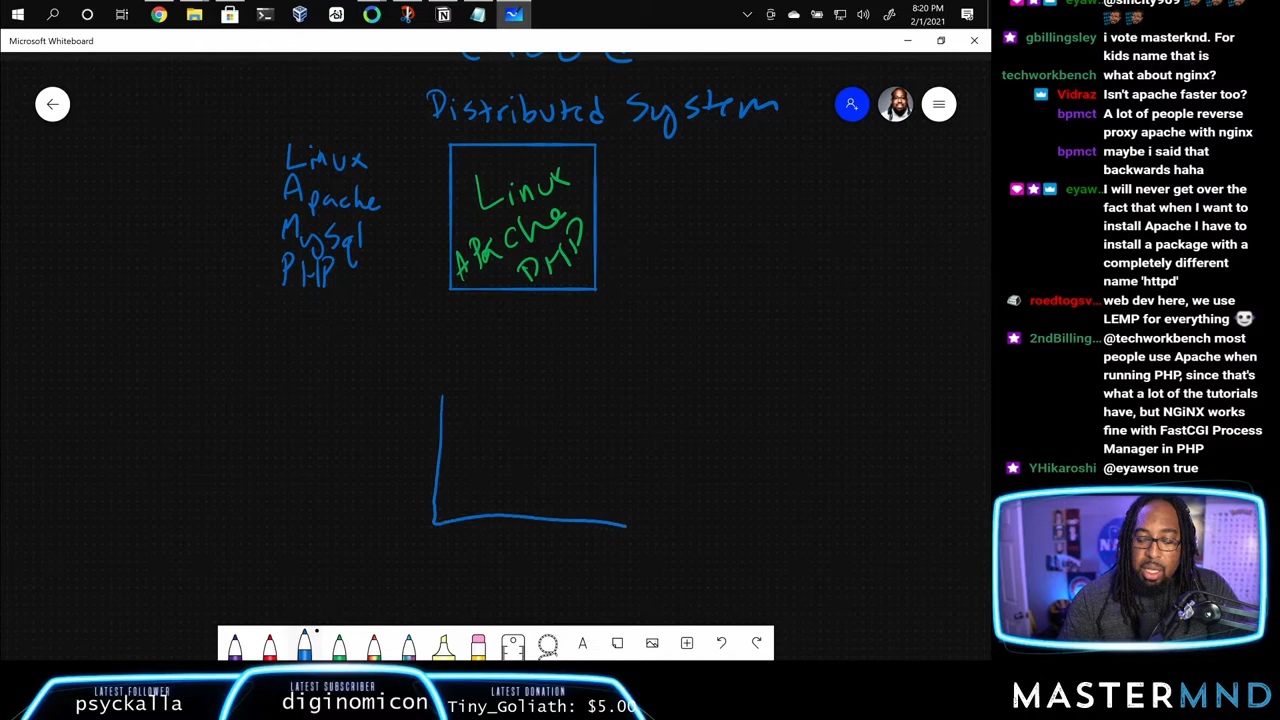 8:20 PM
2/1/2021
Microsoft Whiteboard
Distributed System
Linux
Apache
MySql
PHP
Linux
APache
PHP
A
i vote masterknd. For
kids name that is
gbillingsley
techworkbench what about nginx?
Vidraz Isn't apache faster too?
bpmct A lot of people reverse
proxy apache with nginx
bpmct maybe i said that
backwards haha
eyaw... I will never get over the
fact that when I want to
install Apache I have to
install a package with a
completely different
name 'httpd'
roedtogsv... web dev here, we use
LEMP for everything
2ndBilling... @techworkbench most
people use Apache when
running PHP, since that's
what a lot of the tutorials
have, but NGiNX works
fine with FastCGI Process
Manager in PHP
YHikaroshi @eyawson true
LATEST FOLLOWER
psyckalla
LATEST SUBSCRIBER
diginomicon
LATEST DONATION
Tiny_Goliath: $5.00
MASTERMND